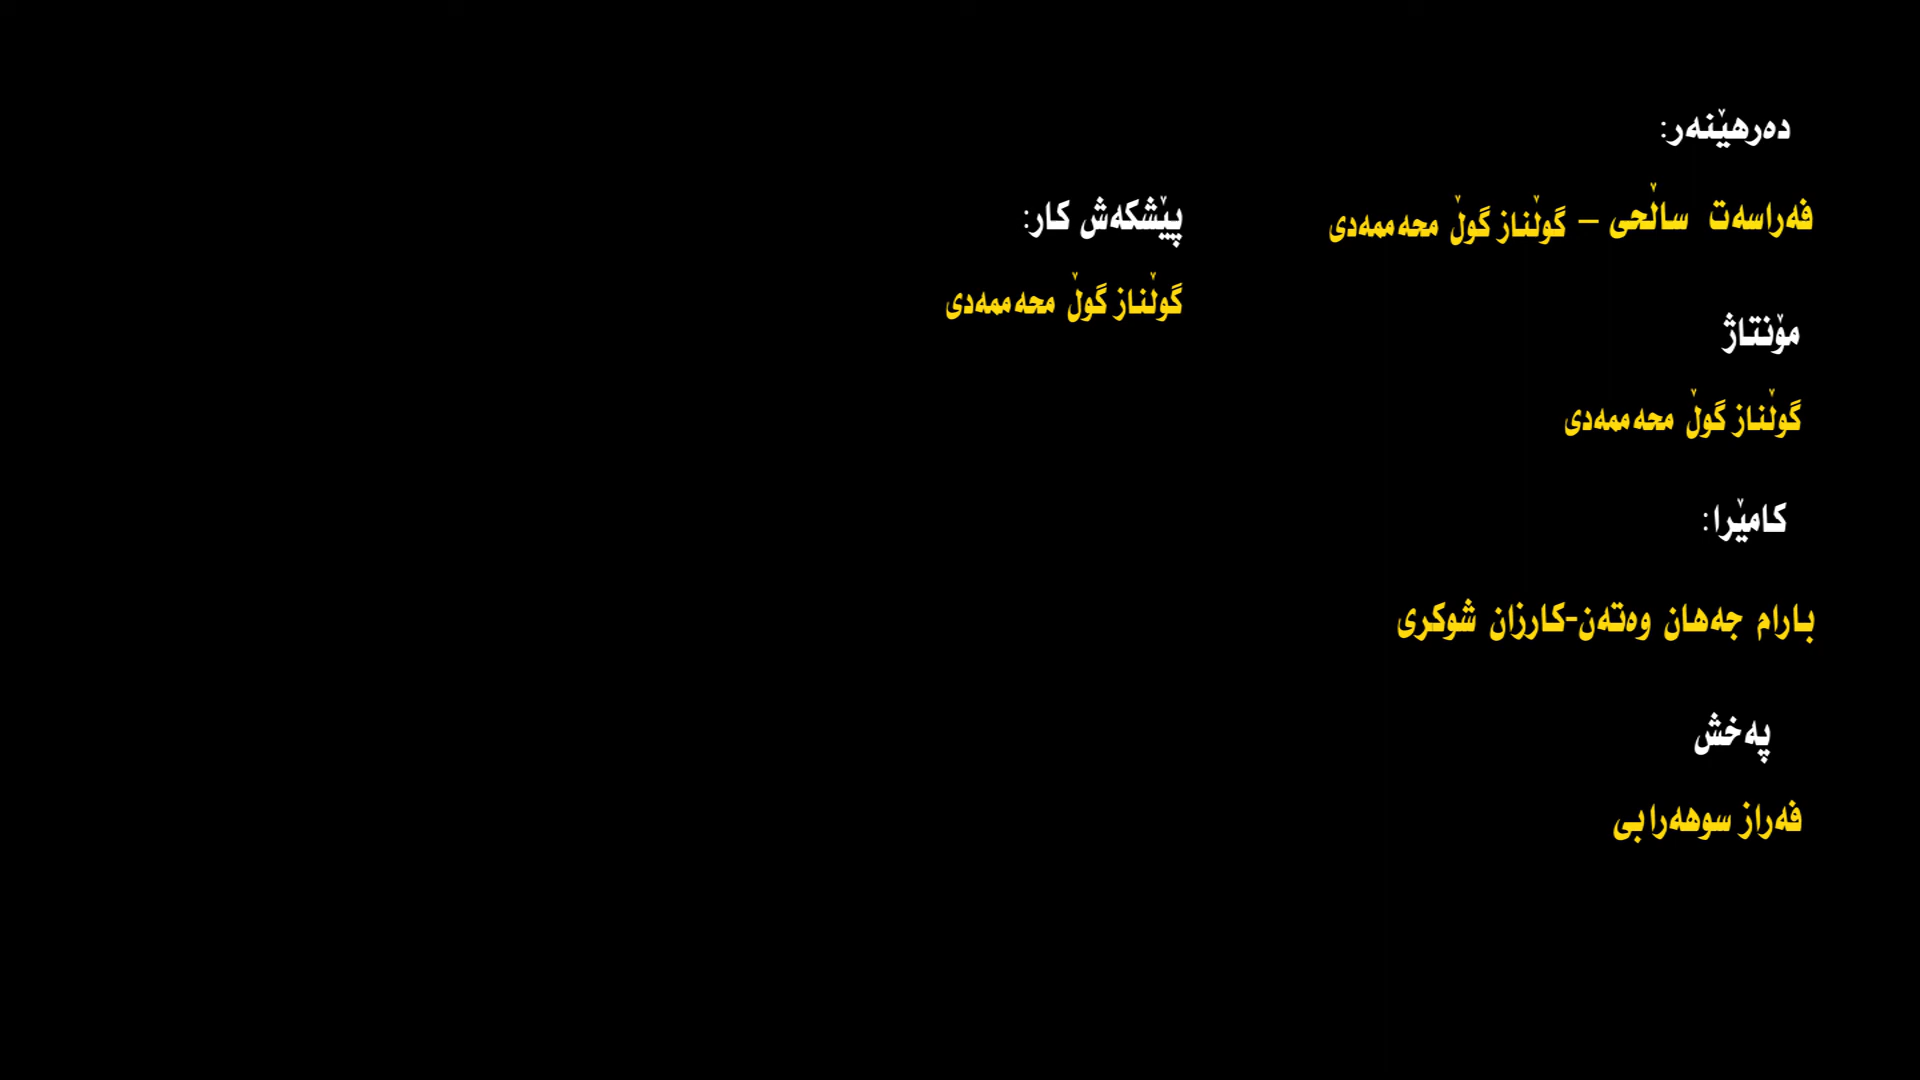 دەرهێنەر:
فەراسەت ساڵحی – گوڵناز گوڵ محەممەدی
مۆنتاژ
گوڵناز گوڵ محەممەدی
کامێرا:
بارام جەهان وەتەن-کارزان شوکری
پەخش
فەراز سوهەرابی
پێشکەش کار:
گوڵناز گوڵ محەممەدی